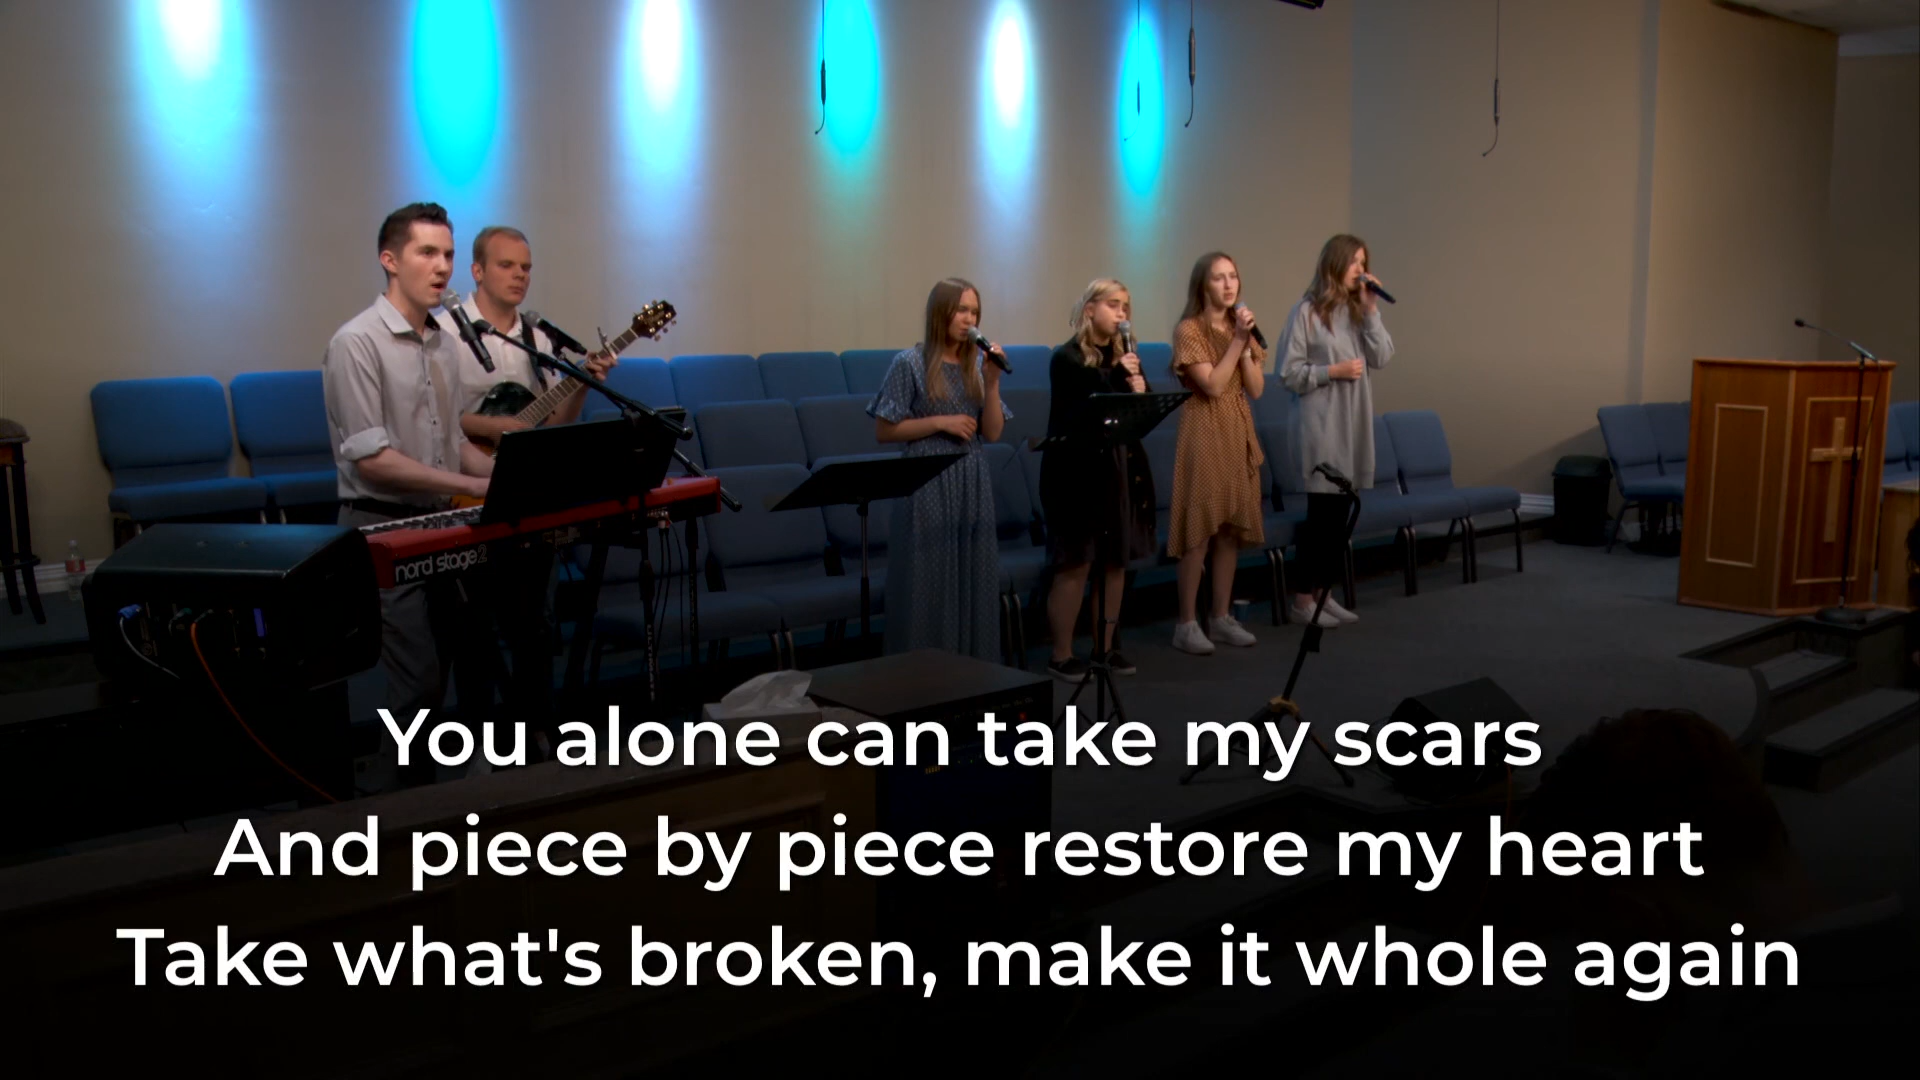 nord stage 2
You alone can take my scars
And piece by piece restore my heart
Take what's broken, make it whole again